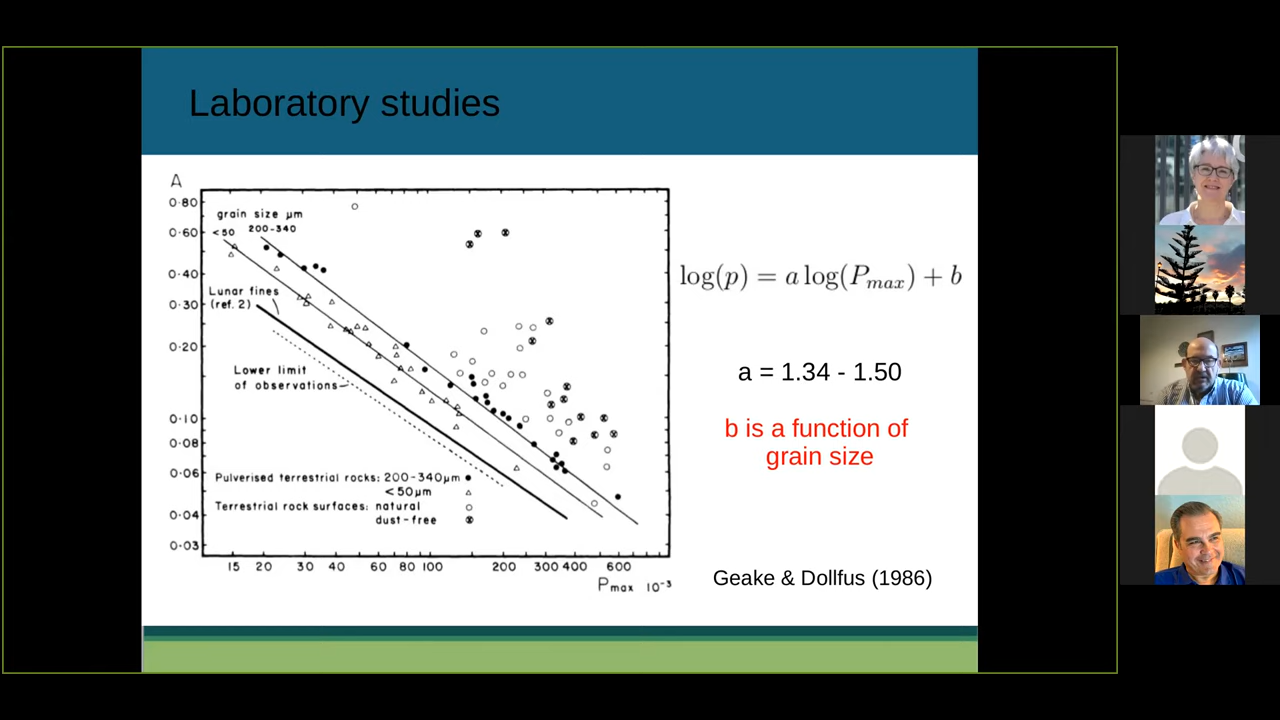 Laboratory studies
A
0·80
grain size μm
0·60
<50 200-340
0·40
Lunar fines
(ref. 2)
0·30
0·20
Lower limit
of observations
0·10
0·08
0·06
Pulverised terrestrial rocks: 200-340μm
<50μm
Terrestrial rock surfaces: natural
dust-free
0·04
0·03
15 20 30 40 60 80 100 200 300 400 600
Pmax 10⁻³
log(p) = a log(Pmax) + b
a = 1.34 - 1.50
b is a function of
grain size
Geake & Dollfus (1986)